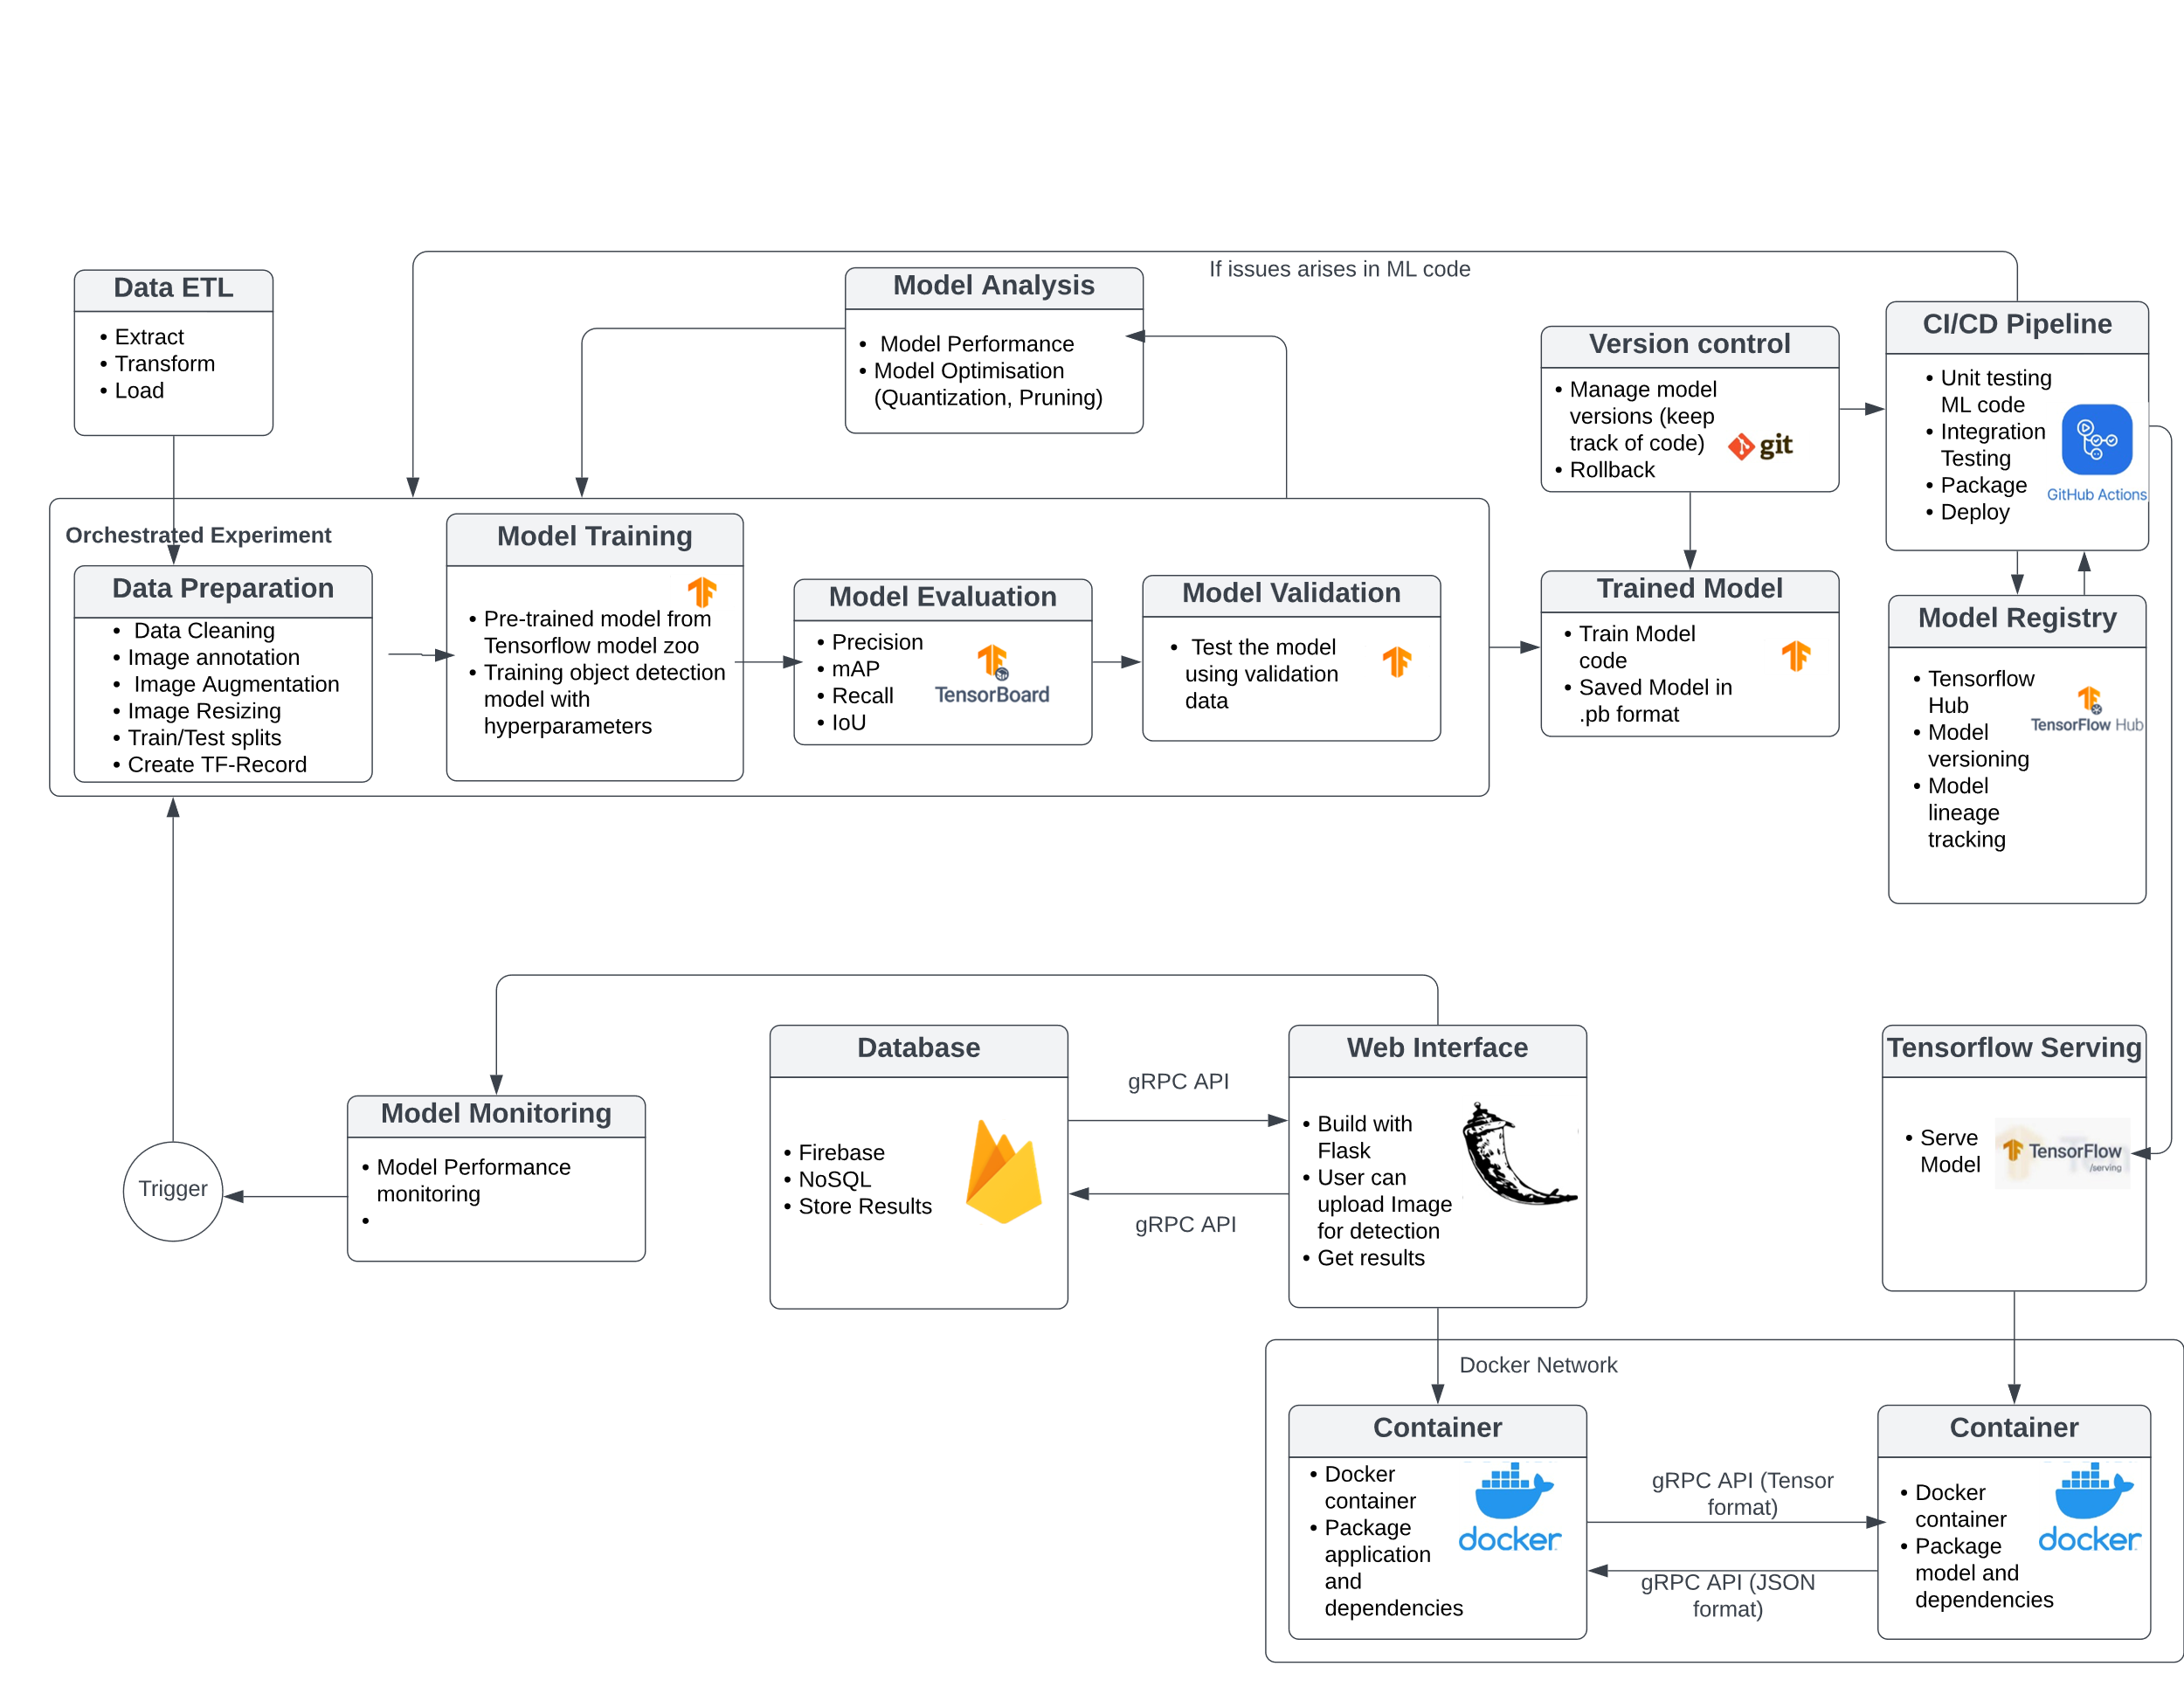 If issues arises in ML code
Data ETL
• Extract
• Transform
• Load
Model Analysis
• Model Performance
• Model Optimisation
(Quantization, Pruning)
Version control
• Manage model
versions (keep
track of code)
• Rollback
git
CI/CD Pipeline
• Unit testing
ML code
• Integration
Testing
• Package
• Deploy
GitHub Actions
Orchestrated Experiment
Data Preparation
• Data Cleaning
• Image annotation
• Image Augmentation
• Image Resizing
• Train/Test splits
• Create TF-Record
Model Training
• Pre-trained model from
Tensorflow model zoo
• Training object detection
model with
hyperparameters
Model Evaluation
• Precision
• mAP
• Recall
• IoU
TensorBoard
Model Validation
• Test the model
using validation
data
Trained Model
• Train Model
code
• Saved Model in
.pb format
Model Registry
• Tensorflow
Hub
• Model
versioning
• Model
lineage
tracking
TensorFlow Hub
Trigger
Model Monitoring
• Model Performance
monitoring
•
Database
• Firebase
• NoSQL
• Store Results
gRPC API
gRPC API
Web Interface
• Build with
Flask
• User can
upload Image
for detection
• Get results
Tensorflow Serving
• Serve
Model
TensorFlow
/serving
Docker Network
Container
• Docker
container
• Package
application
and
dependencies
docker
gRPC API (Tensor
format)
gRPC API (JSON
format)
Container
• Docker
container
• Package
model and
dependencies
docker